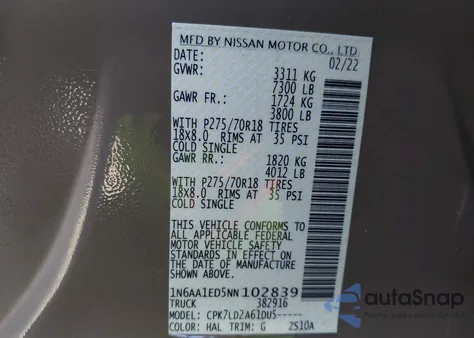 MFD BY NISSAN MOTOR CO., LTD.
DATE: 02/22
GVWR: 3311 KG
7300 LB
GAWR FR.: 1724 KG
3800 LB
WITH P275/70R18 TIRES
18x8.0 RIMS AT 35 PSI
COLD SINGLE
GAWR RR.: 1820 KG
4012 LB
WITH P275/70R18 TIRES
18x8.0 RIMS AT 35 PSI
COLD SINGLE
THIS VEHICLE CONFORMS TO
ALL APPLICABLE FEDERAL
MOTOR VEHICLE SAFETY
STANDARDS IN EFFECT ON THE
DATE OF MANUFACTURE SHOWN
ABOVE.
1N6AA1ED5NN102839
TRUCK 382916
MODEL: CPK7LD2A61DU5-----
COLOR: HAL TRIM: G ZS10A
autoSnap